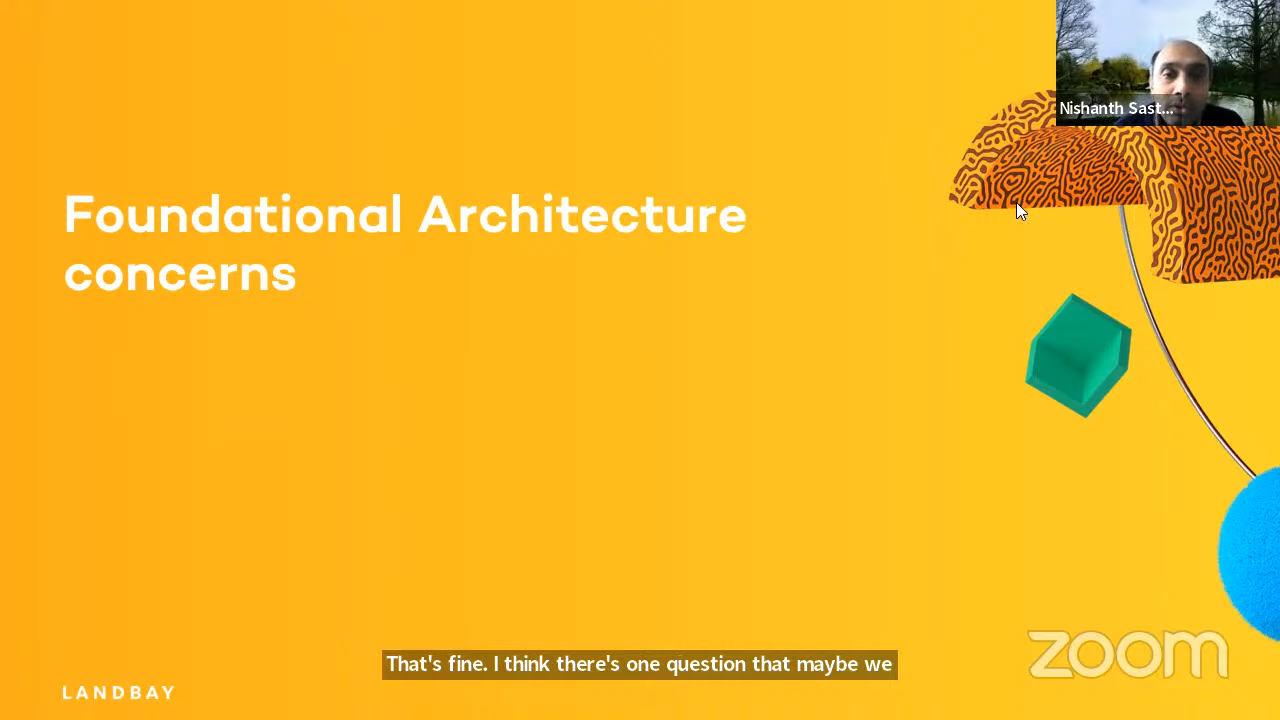 Nishanth Sast...
Foundational Architecture
concerns
That's fine. I think there's one question that maybe we
zoom
LANDBAY